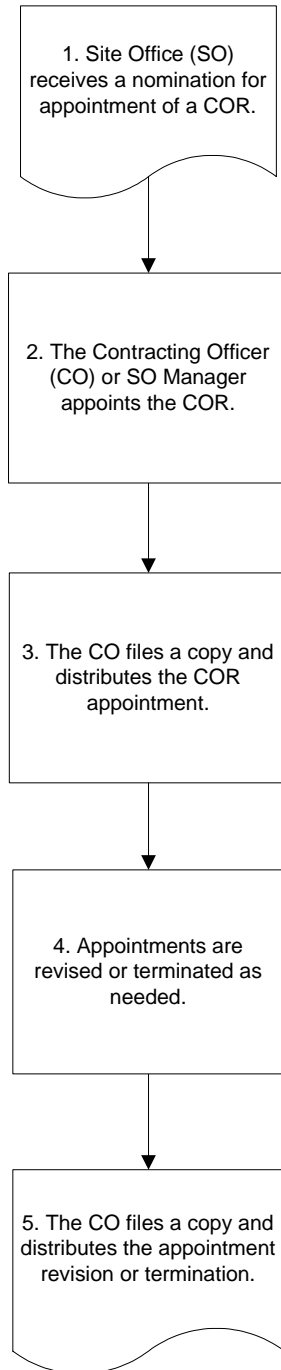 1. Site Office (SO)
receives a nomination for
appointment of a COR.
2. The Contracting Officer
(CO) or SO Manager
appoints the COR.
3. The CO files a copy and
distributes the COR
appointment.
4. Appointments are
revised or terminated as
needed.
5. The CO files a copy and
distributes the appointment
revision or termination.